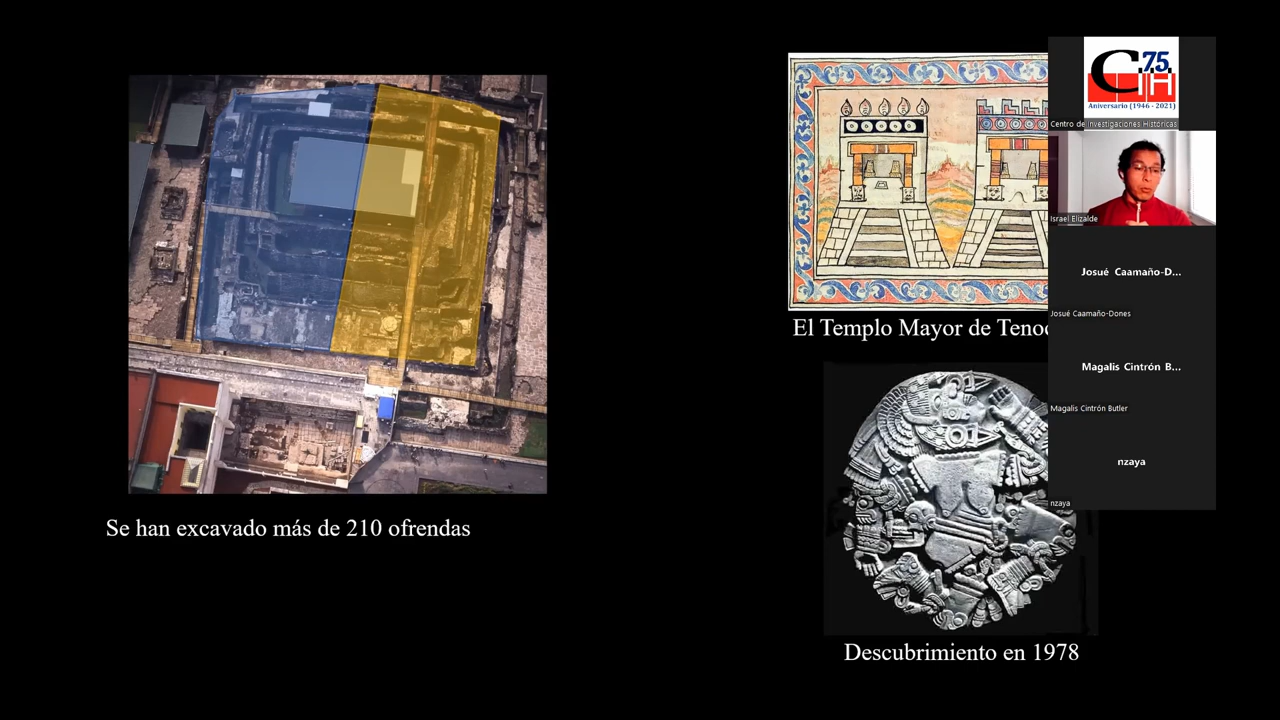 Se han excavado más de 210 ofrendas
El Templo Mayor de Tenoc
Descubrimiento en 1978
75
Aniversario (1946 - 2021)
Centro de Investigaciones Históricas
Israel Elizalde
Josué Caamaño-D...
Josué Caamaño-Dones
Magalis Cintrón B...
Magalis Cintrón Butler
nzaya
nzaya